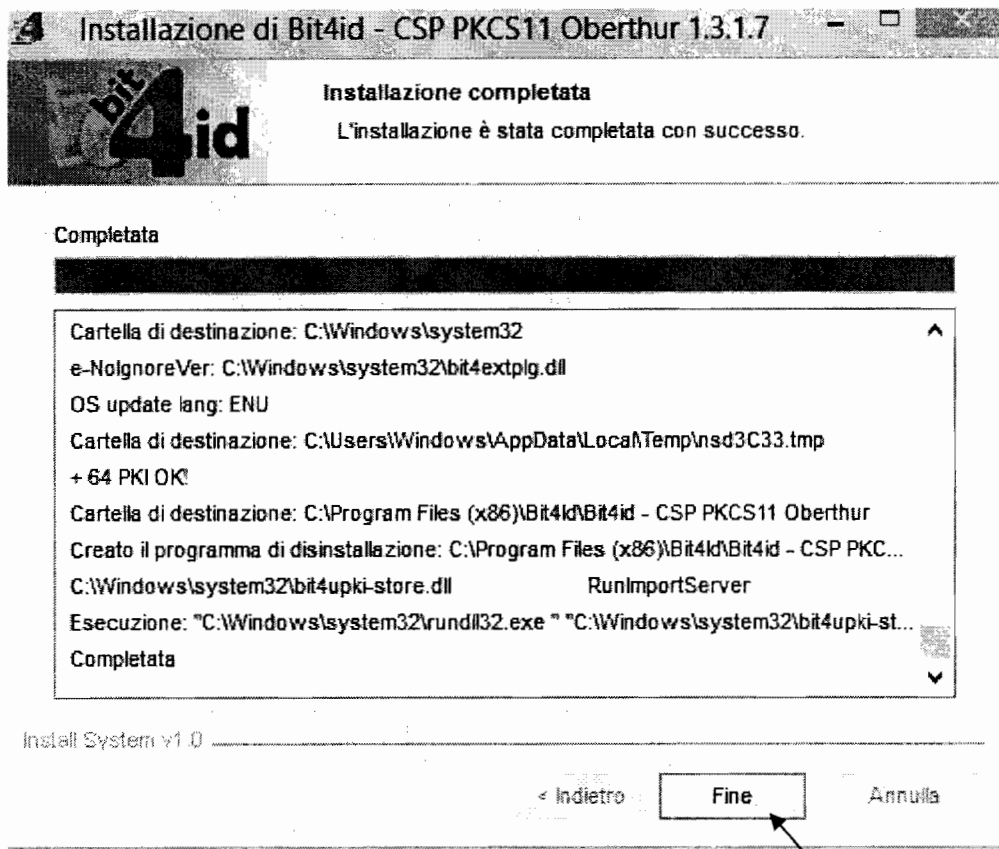 Installazione di Bit4id - CSP PKCS11 Oberthur 1.3.1.7
bit
4id
Installazione completata
L'installazione è stata completata con successo.
Completata
Cartella di destinazione: C:\Windows\system32
e-NoIgnoreVer: C:\Windows\system32\bit4extplg.dll
OS update lang: ENU
Cartella di destinazione: C:\Users\Windows\AppData\Local\Temp\nsd3C33.tmp
+ 64 PKI OK!
Cartella di destinazione: C:\Program Files (x86)\Bit4Id\Bit4id - CSP PKCS11 Oberthur
Creato il programma di disinstallazione: C:\Program Files (x86)\Bit4Id\Bit4id - CSP PKC...
C:\Windows\system32\bit4upki-store.dll RunImportServer
Esecuzione: "C:\Windows\system32\rundll32.exe " "C:\Windows\system32\bit4upki-st...
Completata
Install System v1.0
< Indietro Fine Annulla